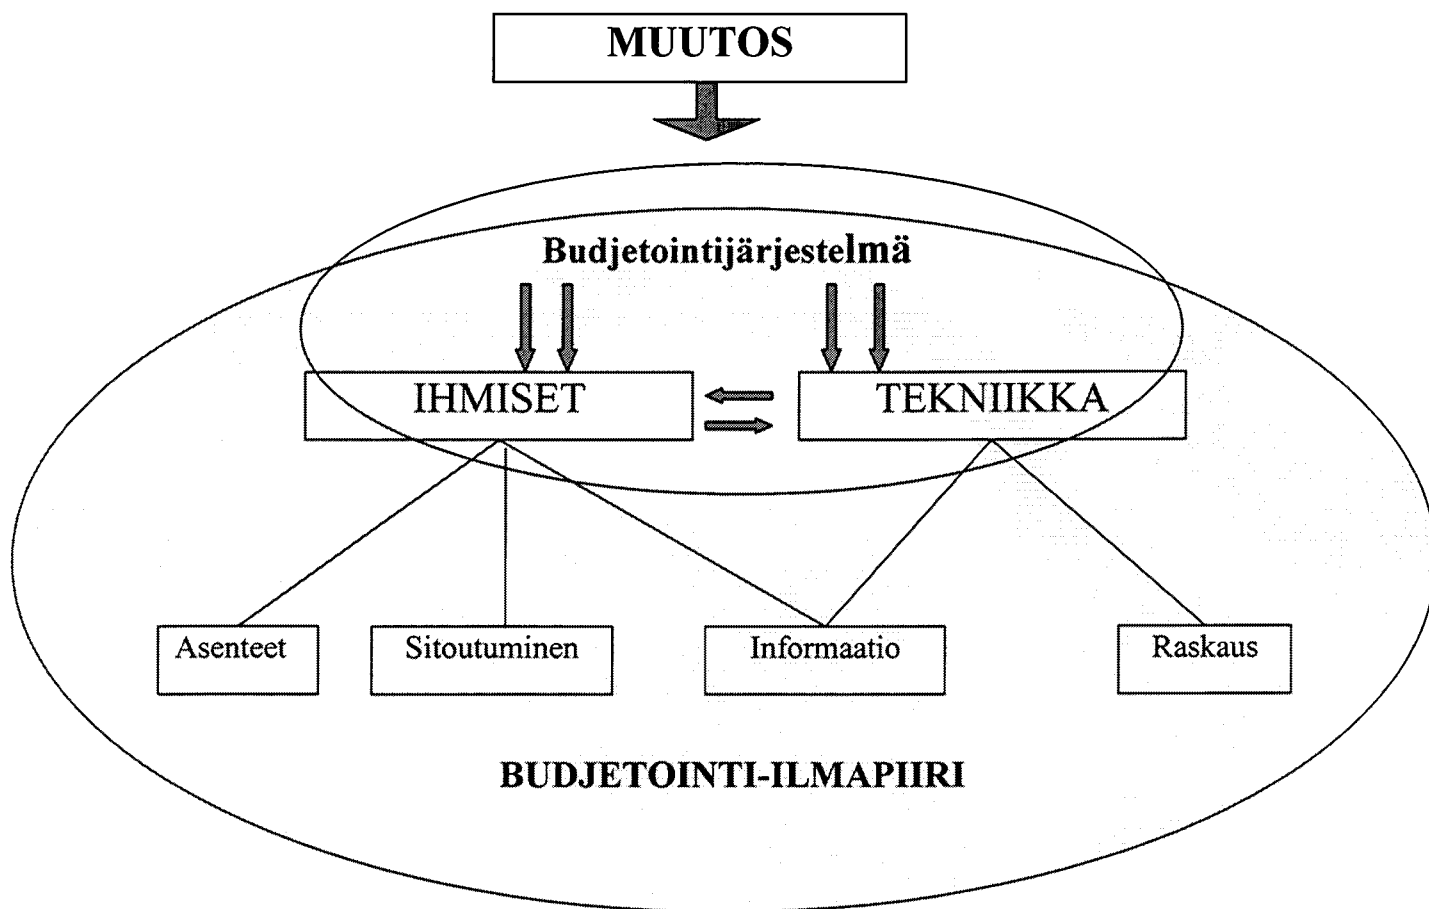 MUUTOS
Budjetointijärjestelmä
IHMISET
TEKNIIKKA
Asenteet
Sitoutuminen
Informaatio
Raskaus
BUDJETOINTI-ILMAPIIRI